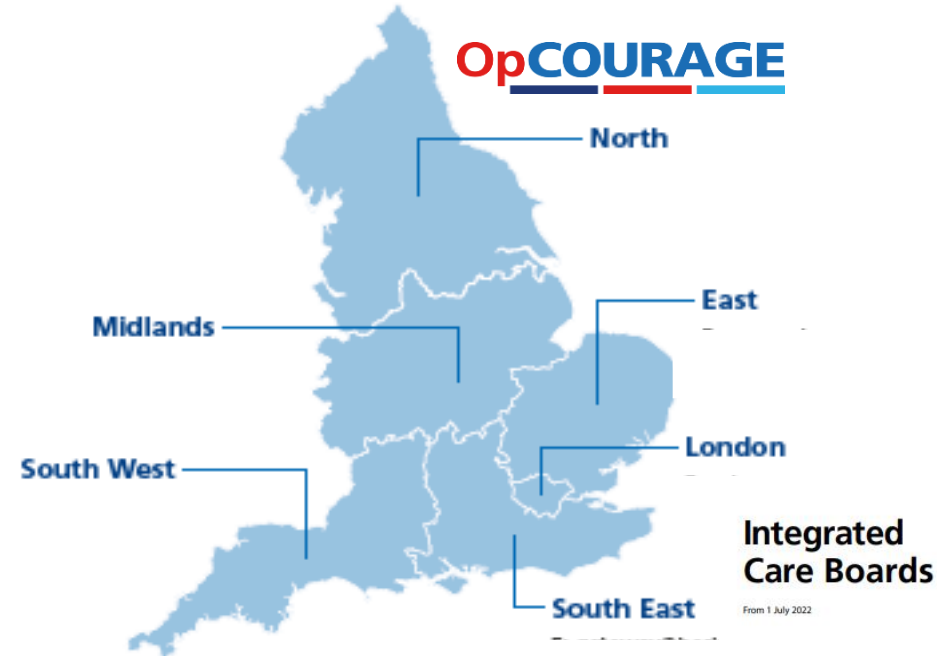 OpCOURAGE
North
East
Midlands
London
South West
Integrated
Care Boards
From 1 July 2022
South East